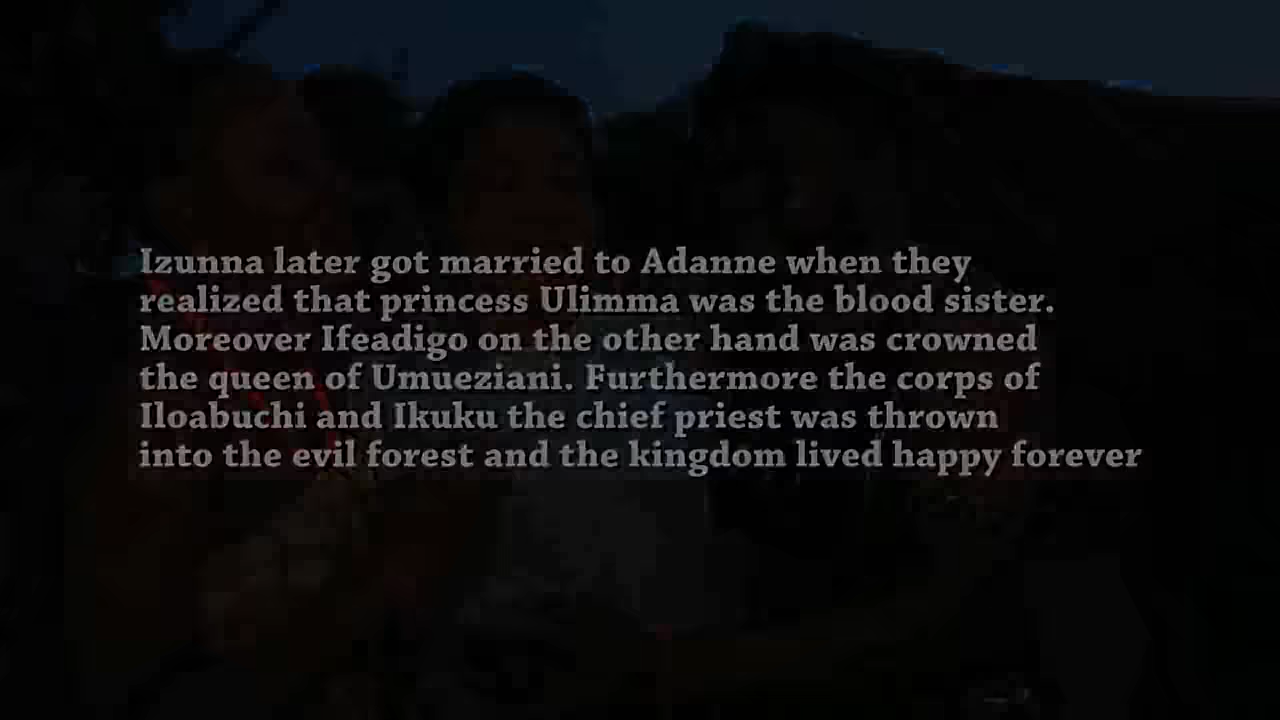 Izunna later got married to Adanne when they
realized that princess Ulimma was the blood sister.
Moreover Ifeadigo on the other hand was crowned
the queen of Umueziani. Furthermore the corps of
Iloabuchi and Ikuku the chief priest was thrown
into the evil forest and the kingdom lived happy forever